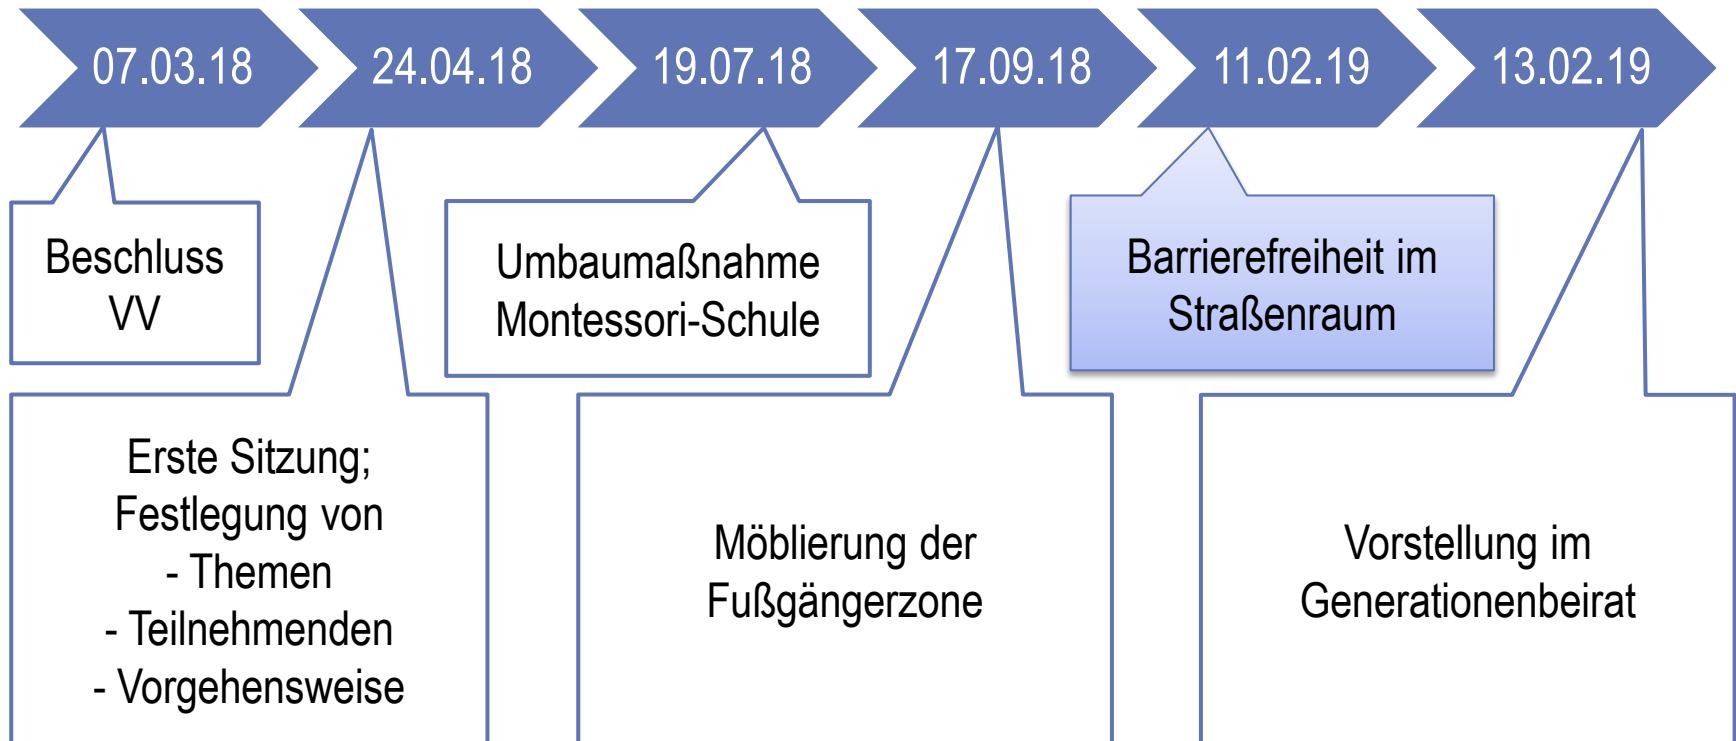 07.03.18
24.04.18
19.07.18
17.09.18
11.02.19
13.02.19
Beschluss
VV
Umbaumaßnahme
Montessori-Schule
Barrierefreiheit im
Straßenraum
Erste Sitzung;
Festlegung von
- Themen
- Teilnehmenden
- Vorgehensweise
Möblierung der
Fußgängerzone
Vorstellung im
Generationenbeirat